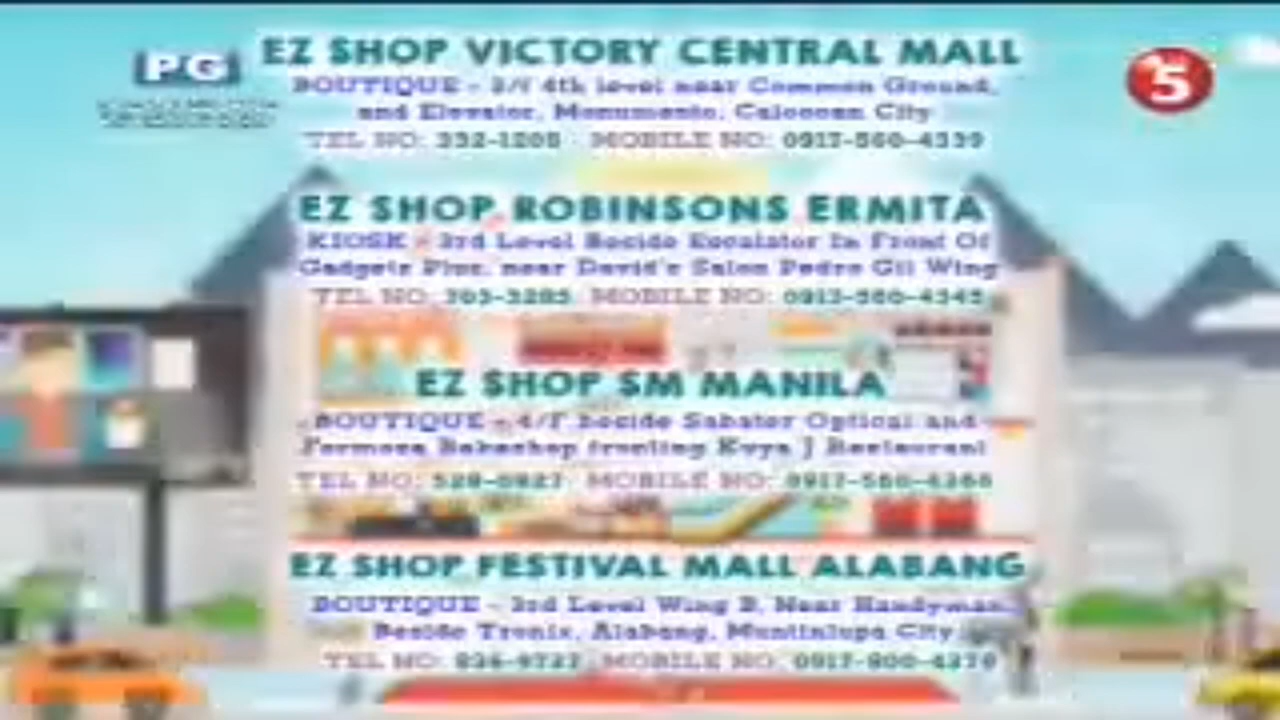 PG
5
EZ SHOP VICTORY CENTRAL MALL
BOUTIQUE - 4th level near Common Ground,
and Elevator, Monumento, Caloocan City
TEL NO: 332-1208 MOBILE NO: 0917-560-4339
EZ SHOP ROBINSONS ERMITA
KIOSK - 3rd Level Beside Escalator In Front Of
Gadgets Plus, near David's Salon Pedro Gil Wing
TEL NO: MOBILE NO:
EZ SHOP SM MANILA
BOUTIQUE - 4/F beside Sabater Optical and
Formosa Bakeshop fronting Kuya J Restaurant
TEL NO: MOBILE NO:
EZ SHOP FESTIVAL MALL ALABANG
BOUTIQUE - 3rd Level Wing B, Near Handyman,
Beside Tronix, Alabang, Muntinlupa City
TEL NO: MOBILE NO: